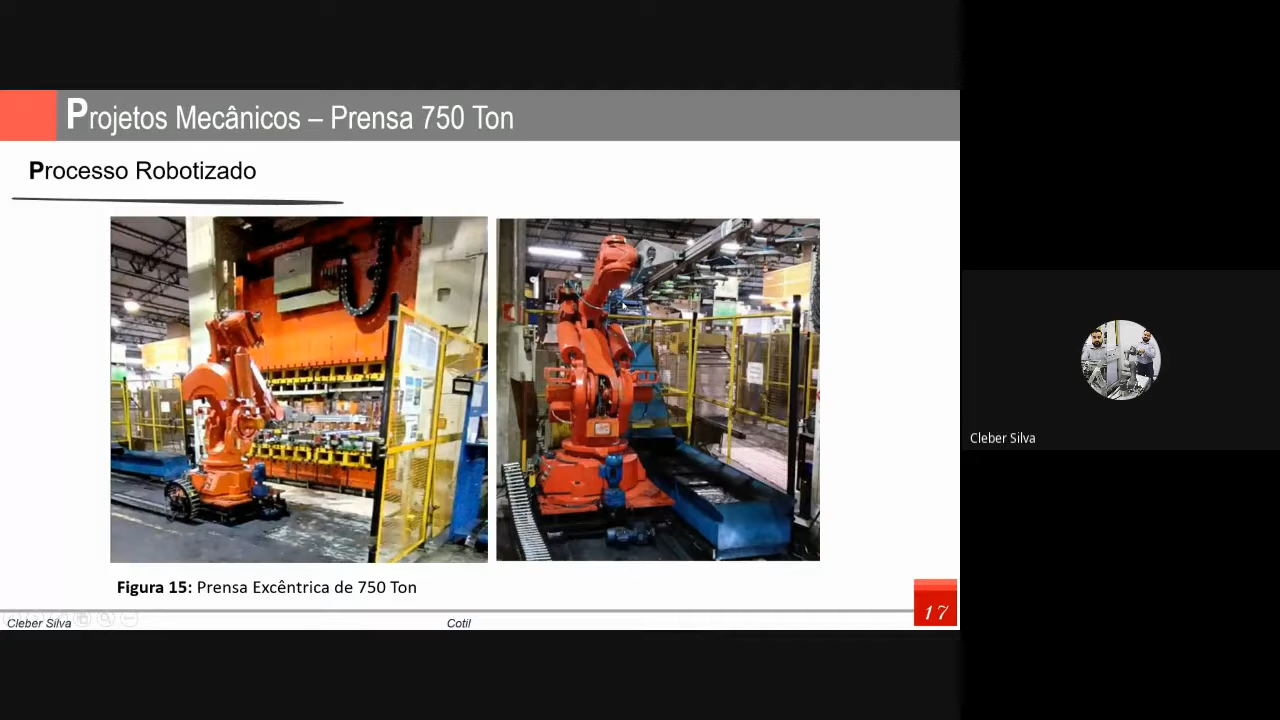 Projetos Mecânicos – Prensa 750 Ton
Processo Robotizado
Figura 15: Prensa Excêntrica de 750 Ton
Cleber Silva
Cotil
17
Cleber Silva